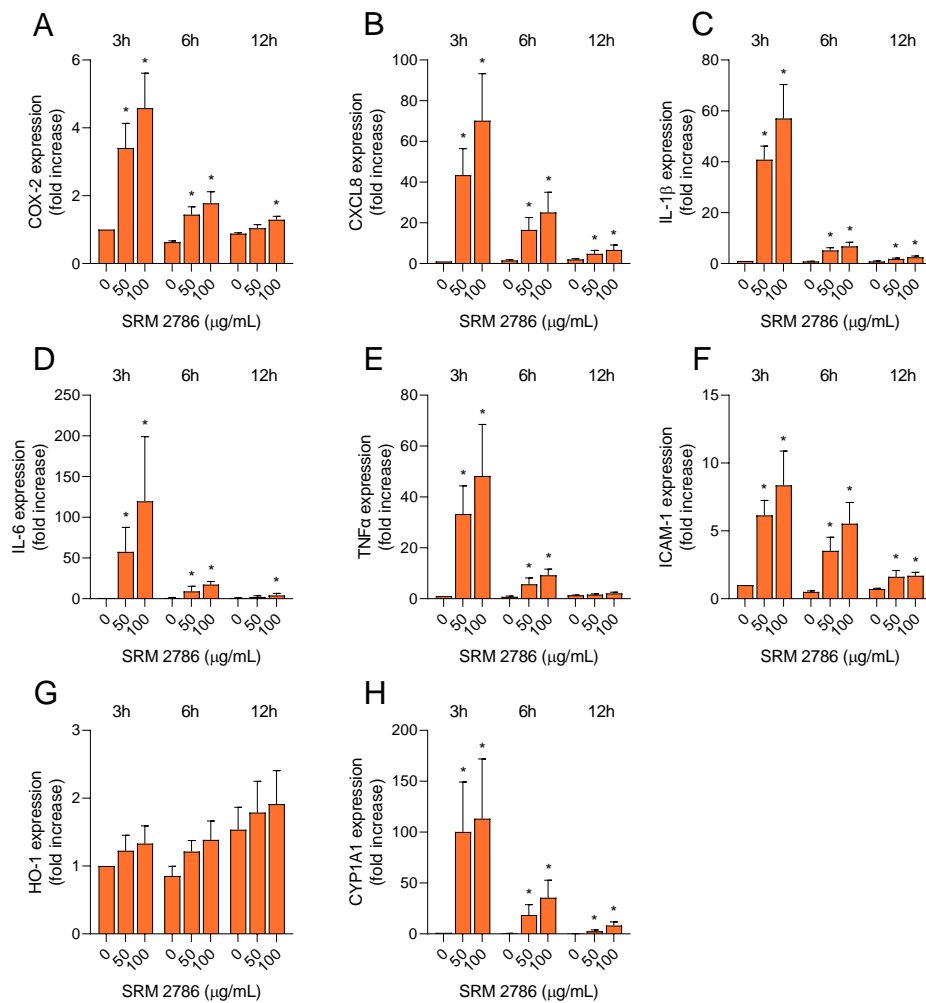 A
3h 6h 12h
COX-2 expression
(fold increase)
6
4
2
0
0 50 100 0 50 100 0 50 100
* * * * *
SRM 2786 (μg/mL)
B
3h 6h 12h
CXCL8 expression
(fold increase)
100
80
60
40
20
0
0 50 100 0 50 100 0 50 100
* * * * * *
SRM 2786 (μg/mL)
C
3h 6h 12h
IL-1β expression
(fold increase)
80
60
40
20
0
0 50 100 0 50 100 0 50 100
* * * * * *
SRM 2786 (μg/mL)
D
3h 6h 12h
IL-6 expression
(fold increase)
250
200
150
100
50
0
0 50 100 0 50 100 0 50 100
* * * * *
SRM 2786 (μg/mL)
E
3h 6h 12h
TNFα expression
(fold increase)
80
60
40
20
0
0 50 100 0 50 100 0 50 100
* * * *
SRM 2786 (μg/mL)
F
3h 6h 12h
ICAM-1 expression
(fold increase)
15
10
5
0
0 50 100 0 50 100 0 50 100
* * * * * *
SRM 2786 (μg/mL)
G
3h 6h 12h
HO-1 expression
(fold increase)
3
2
1
0
0 50 100 0 50 100 0 50 100
SRM 2786 (μg/mL)
H
3h 6h 12h
CYP1A1 expression
(fold increase)
200
150
100
50
0
0 50 100 0 50 100 0 50 100
* * * * * *
SRM 2786 (μg/mL)